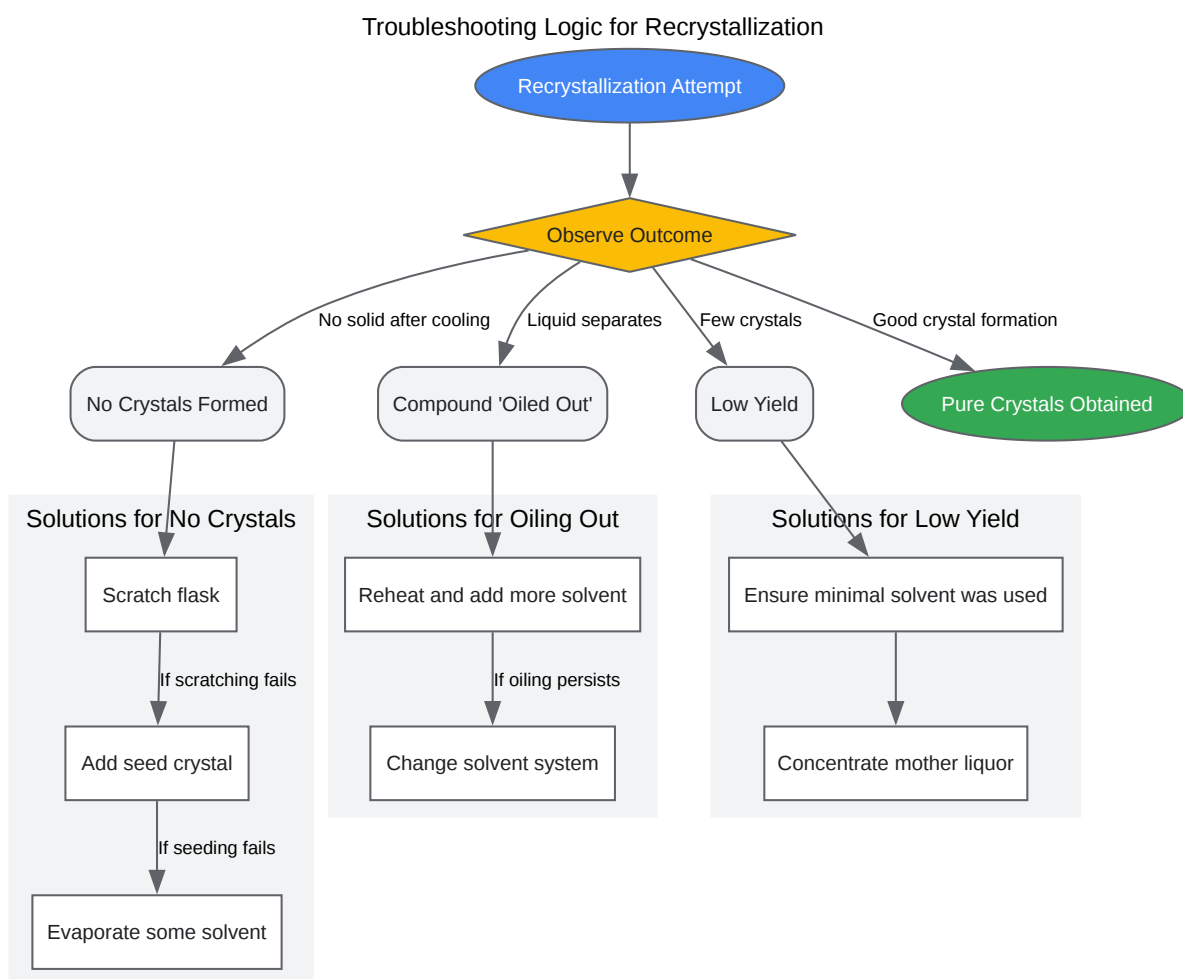 Troubleshooting Logic for Recrystallization
Recrystallization Attempt
Observe Outcome
No solid after cooling
Liquid separates
Few crystals
Good crystal formation
No Crystals Formed
Compound 'Oiled Out'
Low Yield
Pure Crystals Obtained
Solutions for No Crystals
Scratch flask
If scratching fails
Add seed crystal
If seeding fails
Evaporate some solvent
Solutions for Oiling Out
Reheat and add more solvent
If oiling persists
Change solvent system
Solutions for Low Yield
Ensure minimal solvent was used
Concentrate mother liquor